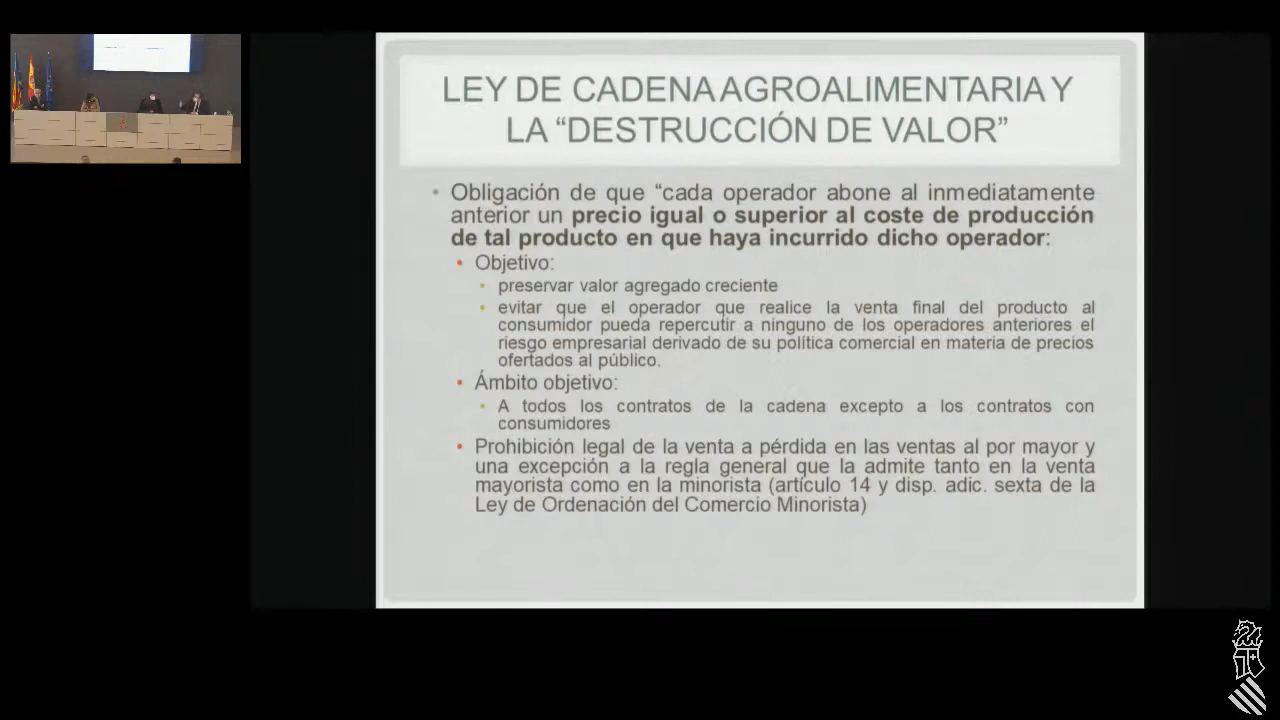 LEY DE CADENA AGROALIMENTARIA Y
LA “DESTRUCCIÓN DE VALOR”
• Obligación de que “cada operador abone al inmediatamente
anterior un precio igual o superior al coste de producción
de tal producto en que haya incurrido dicho operador:
• Objetivo:
• preservar valor agregado creciente
• evitar que el operador que realice la venta final del producto al
consumidor pueda repercutir a ninguno de los operadores anteriores el
riesgo empresarial derivado de su política comercial en materia de precios
ofertados al público.
• Ámbito objetivo:
• A todos los contratos de la cadena excepto a los contratos con
consumidores
• Prohibición legal de la venta a pérdida en las ventas al por mayor y
una excepción a la regla general que la admite tanto en la venta
mayorista como en la minorista (artículo 14 y disp. adic. sexta de la
Ley de Ordenación del Comercio Minorista)